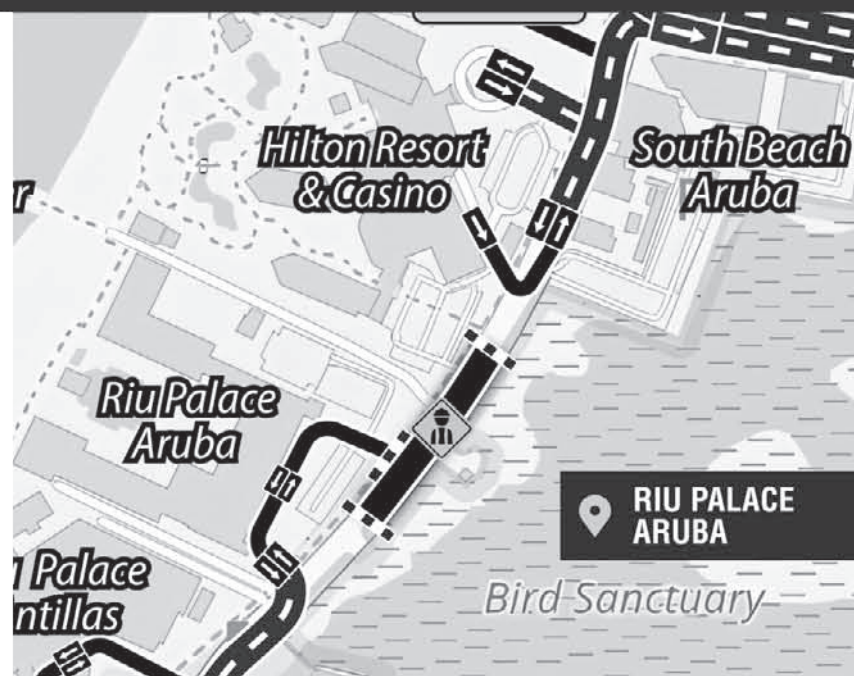 Hilton Resort
& Casino
South Beach
Aruba
r
Riu Palace
Aruba
RIU PALACE
ARUBA
Palace
ntillas
Bird Sanctuary